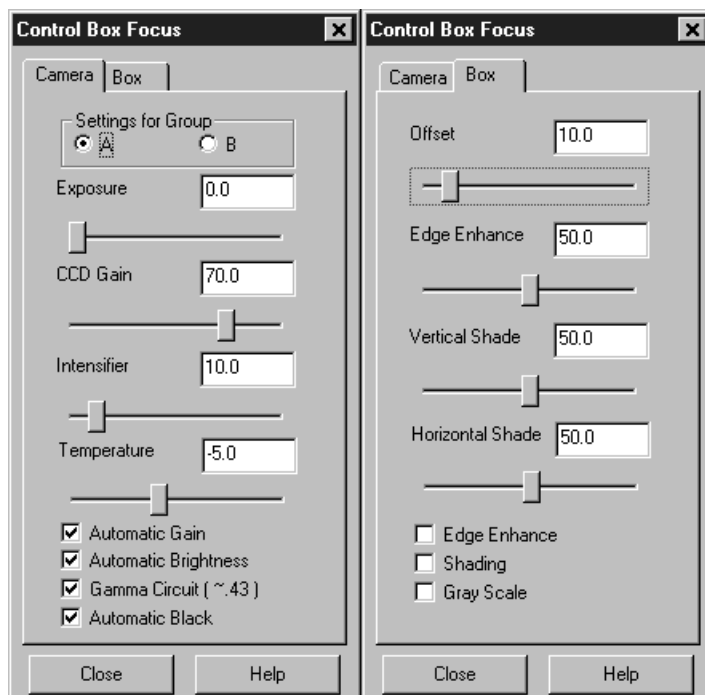 Control Box Focus
Camera Box
Settings for Group
A B
Exposure 0.0
CCD Gain 70.0
Intensifier 10.0
Temperature -5.0
Automatic Gain
Automatic Brightness
Gamma Circuit ( ~.43 )
Automatic Black
Close Help
Control Box Focus
Camera Box
Offset 10.0
Edge Enhance 50.0
Vertical Shade 50.0
Horizontal Shade 50.0
Edge Enhance
Shading
Gray Scale
Close Help